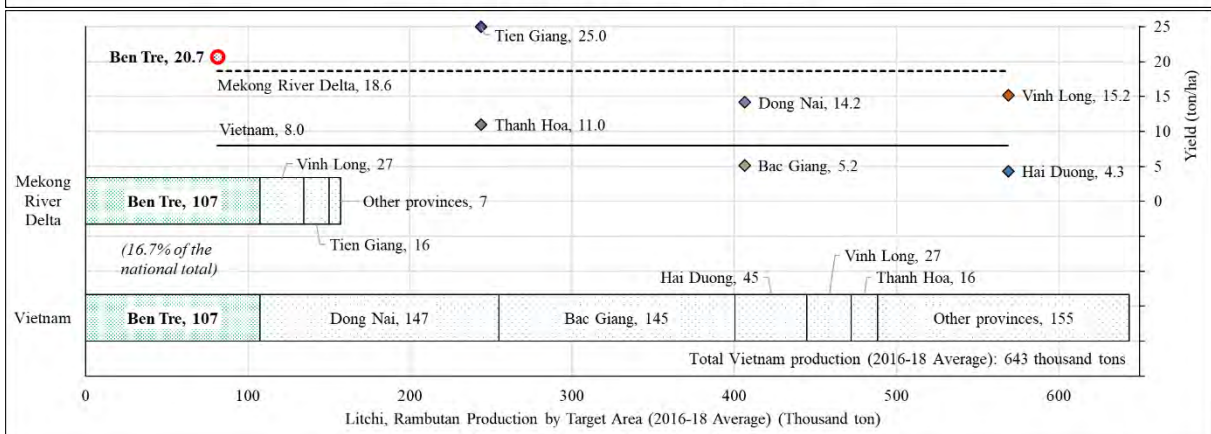 25
Tien Giang, 25.0
Ben Tre, 20.7
20
Mekong River Delta, 18.6
Vinh Long, 15.2
15
Dong Nai, 14.2
Thanh Hoa, 11.0
Vietnam, 8.0
10
Yield (ton/ha)
Bac Giang, 5.2
5
Hai Duong, 4.3
0
Mekong
River
Delta
Vinh Long, 27
Ben Tre, 107
Other provinces, 7
Tien Giang, 16
(16.7% of the
national total)
Vinh Long, 27
Hai Duong, 45
Thanh Hoa, 16
Vietnam
Ben Tre, 107
Dong Nai, 147
Bac Giang, 145
Other provinces, 155
Total Vietnam production (2016-18 Average): 643 thousand tons
0 100 200 300 400 500 600
Litchi, Rambutan Production by Target Area (2016-18 Average) (Thousand ton)